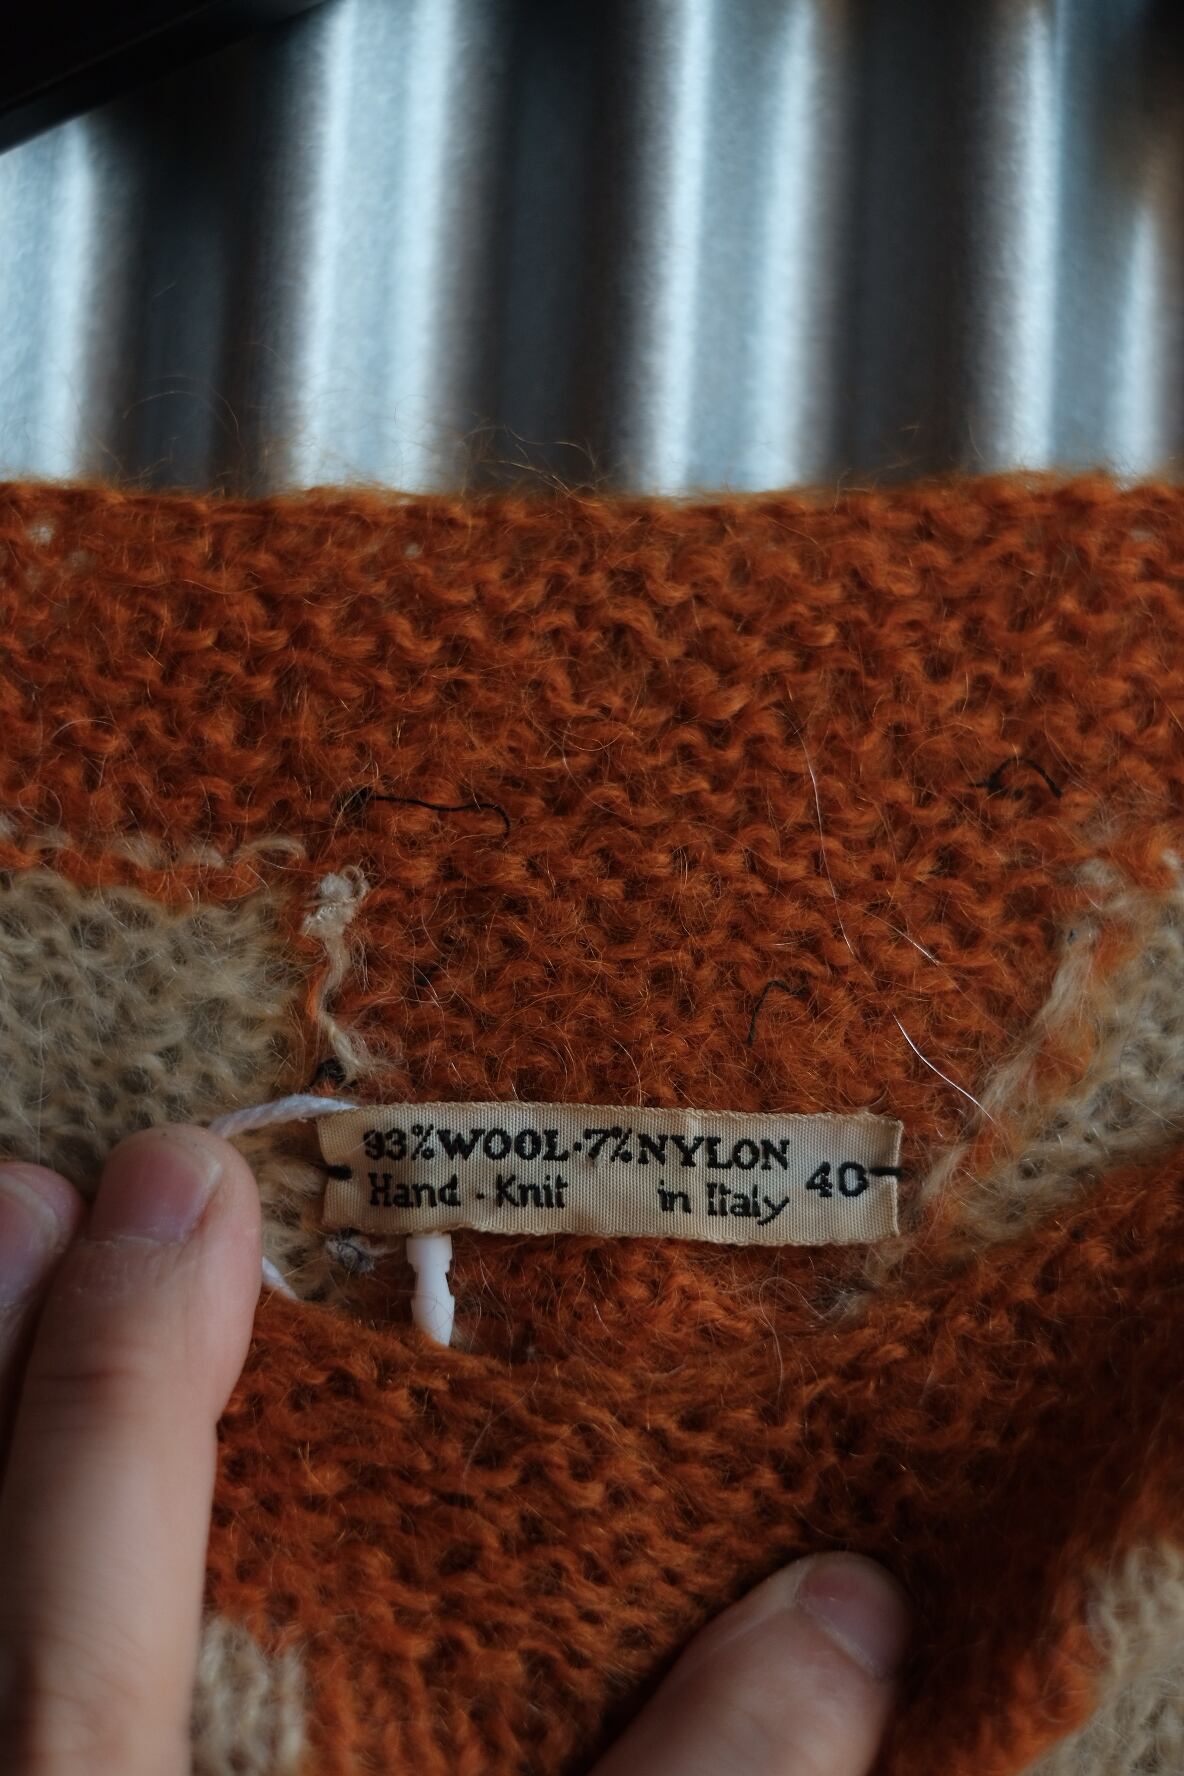 93%WOOL·7%NYLON
Hand · Knit in Italy 40